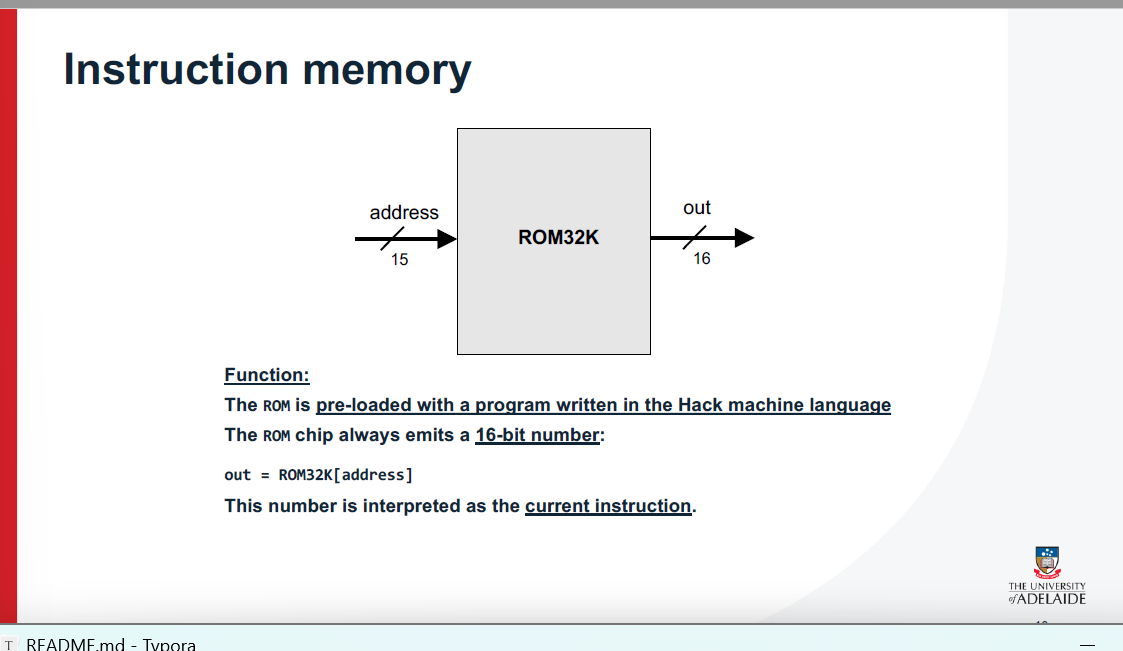 Instruction memory
address
15
ROM32K
out
16
Function:
The ROM is pre-loaded with a program written in the Hack machine language
The ROM chip always emits a 16-bit number:
out = ROM32K[address]
This number is interpreted as the current instruction.
THE UNIVERSITY
of ADELAIDE
T README.md - Typora